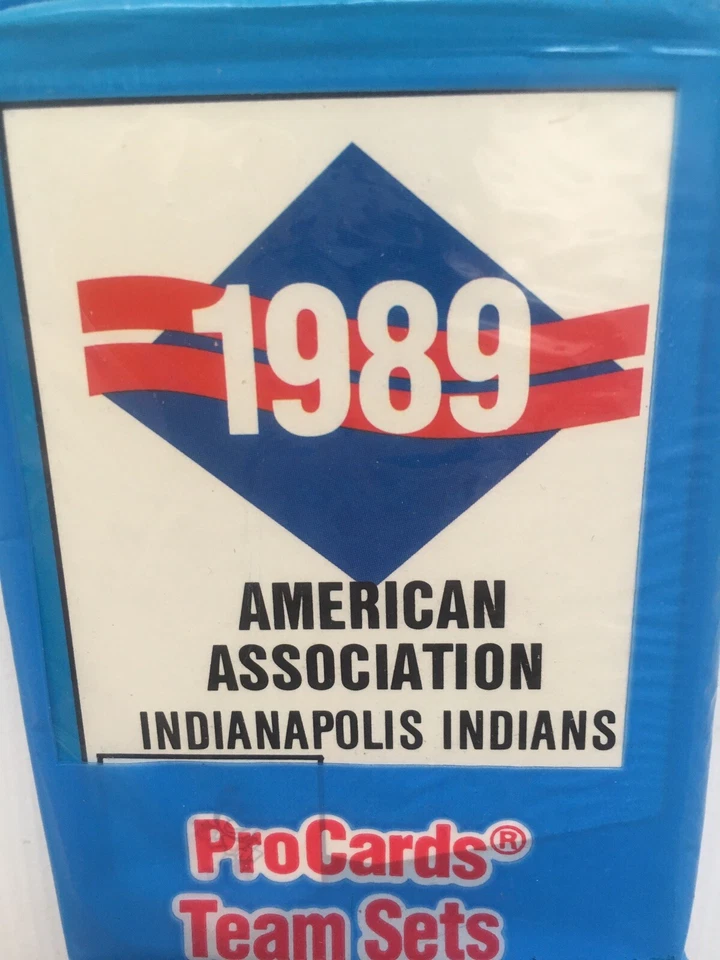 1989
AMERICAN
ASSOCIATION
INDIANAPOLIS INDIANS
ProCards®
Team Sets